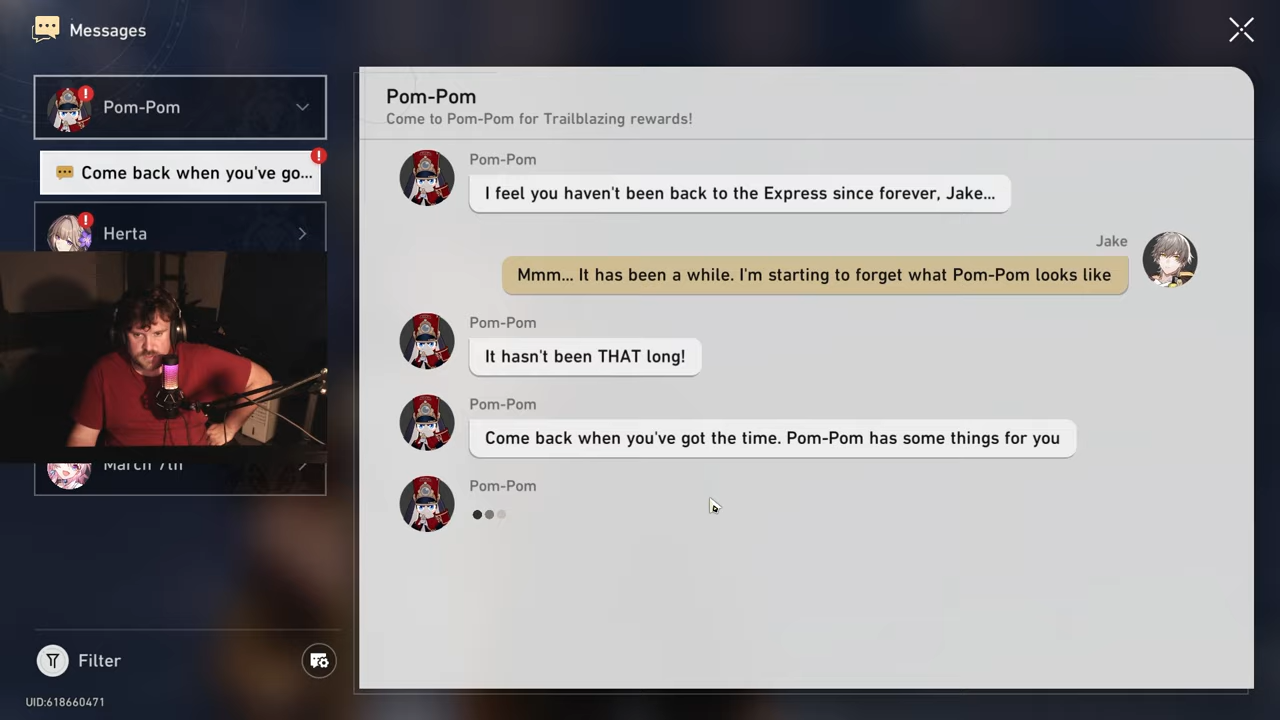 Messages
Pom-Pom
Come back when you've go...
Herta
March 7th
Filter
UID:618660471
Pom-Pom
Come to Pom-Pom for Trailblazing rewards!
Pom-Pom
I feel you haven't been back to the Express since forever, Jake...
Jake
Mmm... It has been a while. I'm starting to forget what Pom-Pom looks like
Pom-Pom
It hasn't been THAT long!
Pom-Pom
Come back when you've got the time. Pom-Pom has some things for you
Pom-Pom